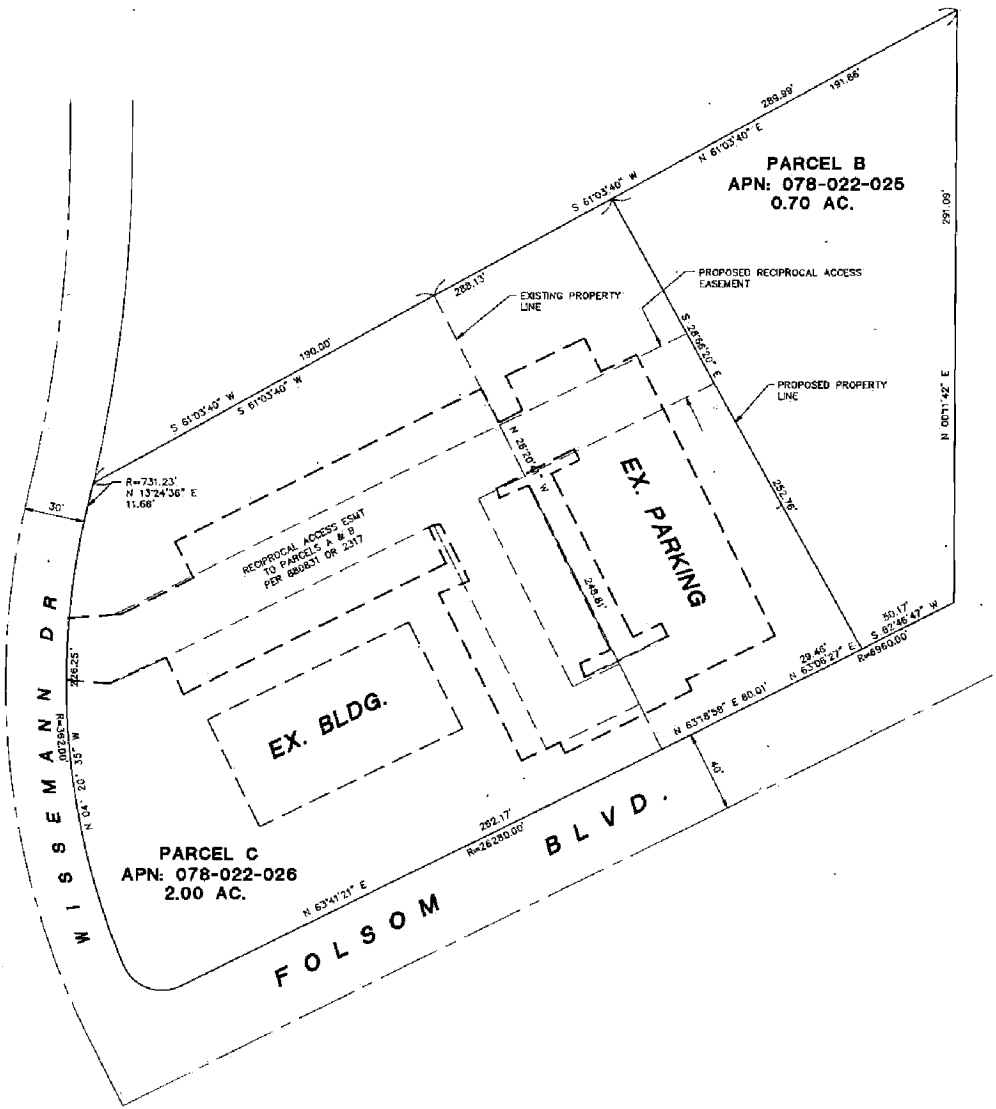 289.99'
191.86'
N 61°03'40" E
PARCEL B
APN: 078-022-025
0.70 AC.
S 61°03'40" W
291.09'
N 00°11'42" E
PROPOSED RECIPROCAL ACCESS
EASEMENT
288.13'
EXISTING PROPERTY
LINE
190.00'
S 61°03'40" W
S 61°03'40" W
S 28°56'20" E
PROPOSED PROPERTY
LINE
252.76'
R=731.23'
N 13°24'36" E
11.68'
30'
RECIPROCAL ACCESS ESMT
TO PARCELS A & B
PER 880831 OR 2317
W
EX. PARKING
248.81'
EX. BLDG.
WISSEMANN DR
226.25'
R=362.00'
N 04° 20' 35" W
50.17'
S 62°46'47" W
R=8960.00'
29.46'
N 63°06'27" E
N 63°18'58" E 80.01'
40'
262.17'
R=26280.00'
N 63°41'21" E
PARCEL C
APN: 078-022-026
2.00 AC.
FOLSOM BLVD.